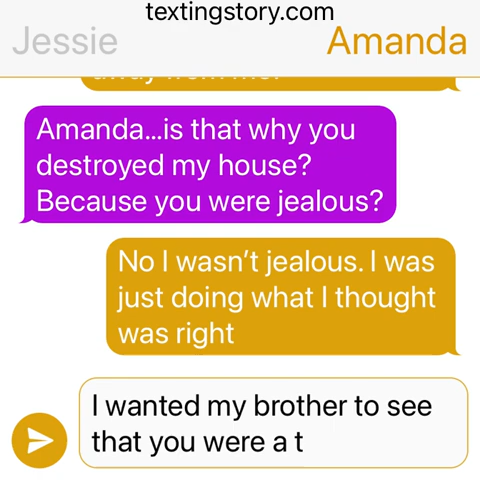 textingstory.com
Jessie Amanda
Amanda...is that why you
destroyed my house?
Because you were jealous?
No I wasn't jealous. I was
just doing what I thought
was right
I wanted my brother to see
that you were a t